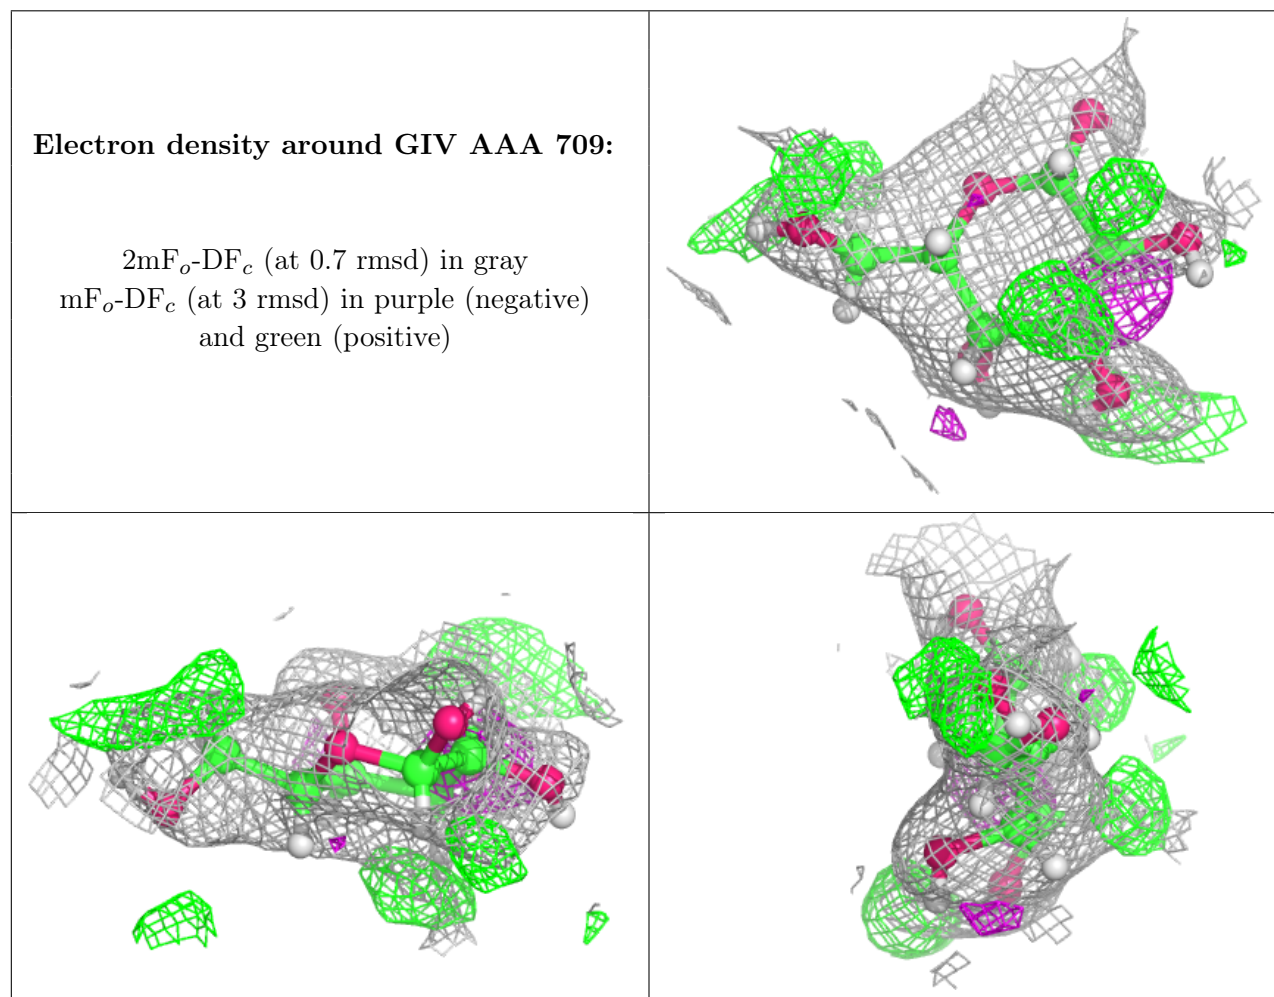 Electron density around GIV AAA 709:
2mFₒ-DF𝒸 (at 0.7 rmsd) in gray
mFₒ-DF𝒸 (at 3 rmsd) in purple (negative)
and green (positive)